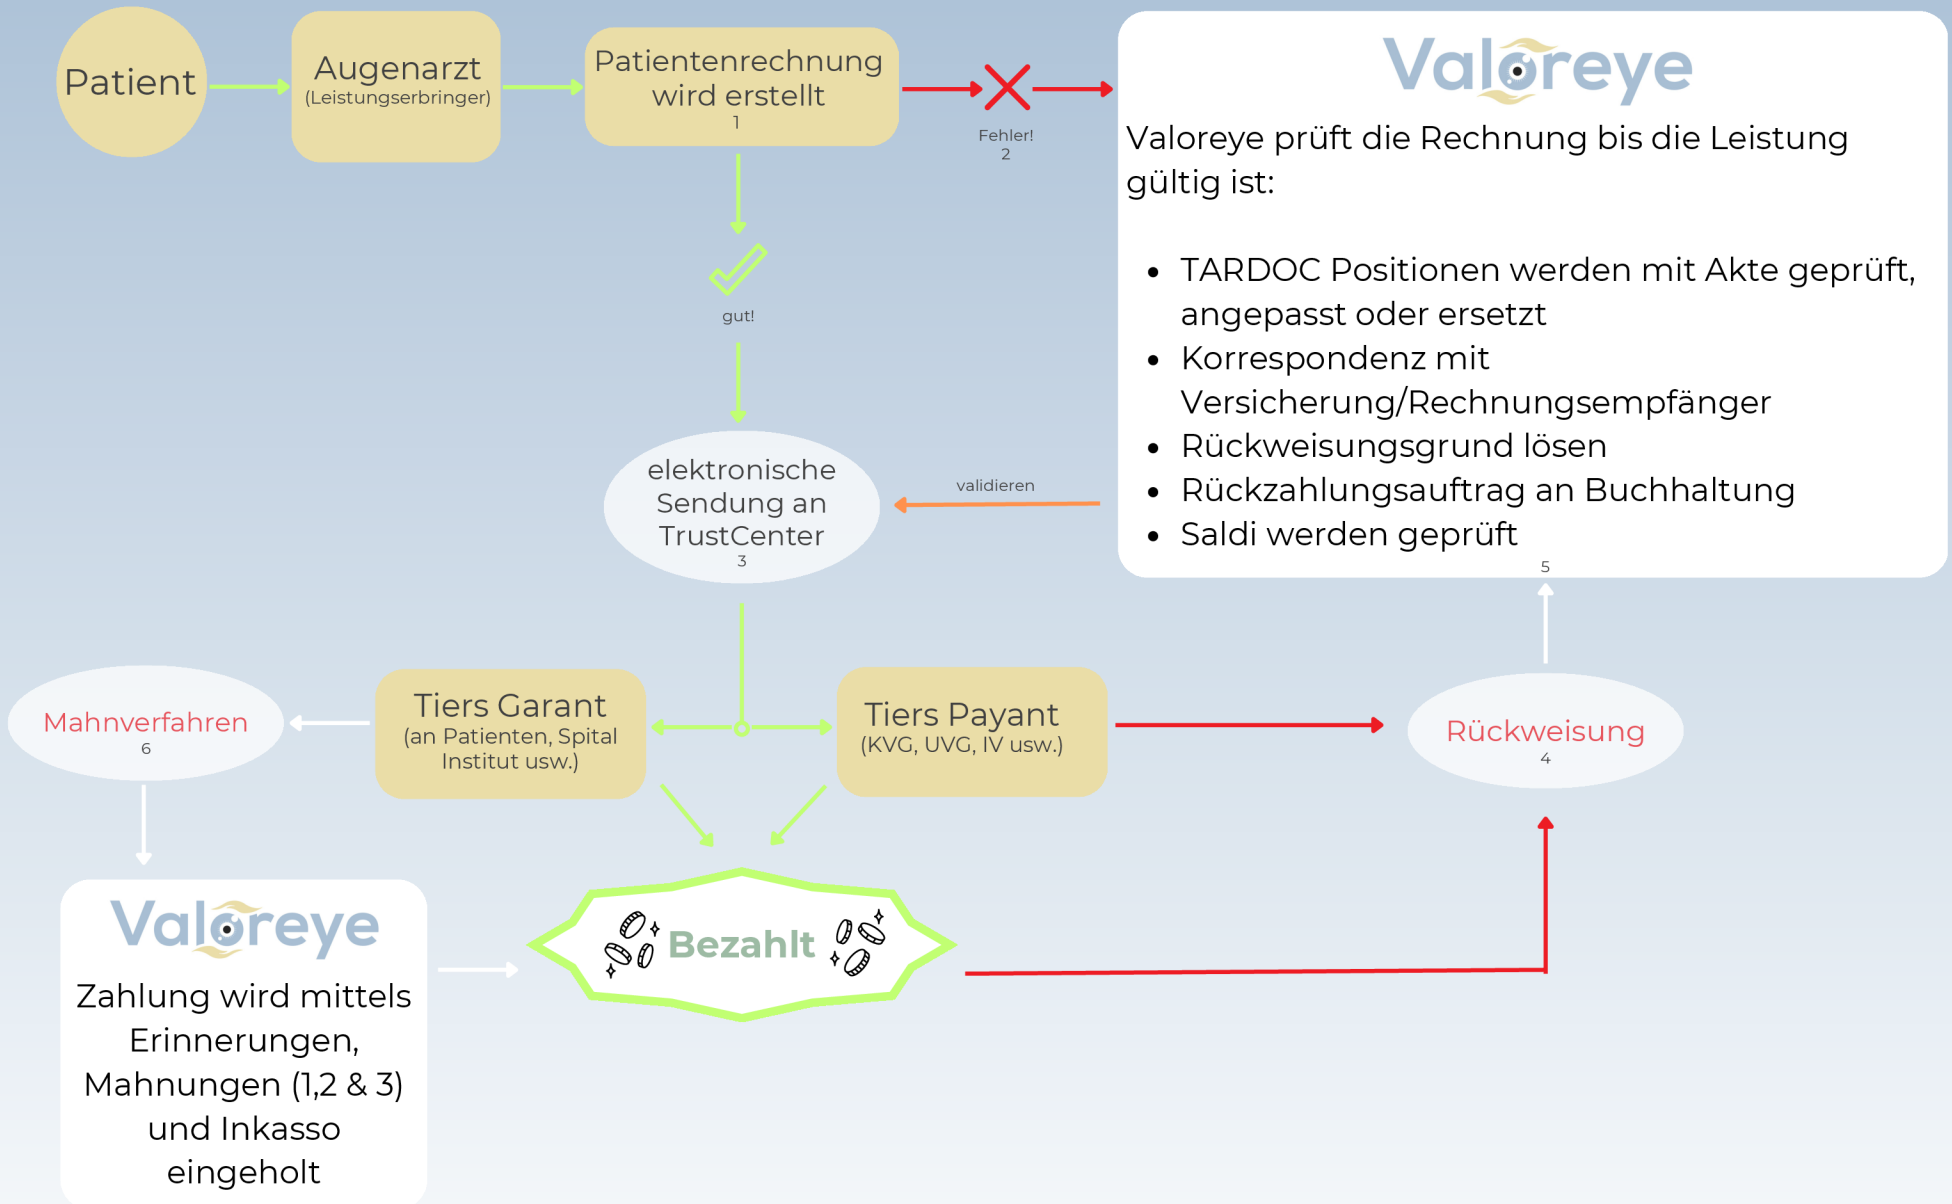 Patient
Augenarzt
(Leistungserbringer)
Patientenrechnung
wird erstellt
1
Fehler!
2
Valoreye
Valoreye prüft die Rechnung bis die Leistung
gültig ist:
• TARDOC Positionen werden mit Akte geprüft,
angepasst oder ersetzt
• Korrespondenz mit
Versicherung/Rechnungsempfänger
• Rückweisungsgrund lösen
• Rückzahlungsauftrag an Buchhaltung
• Saldi werden geprüft
5
gut!
elektronische
Sendung an
TrustCenter
3
validieren
Mahnverfahren
6
Tiers Garant
(an Patienten, Spital
Institut usw.)
Tiers Payant
(KVG, UVG, IV usw.)
Rückweisung
4
Valoreye
Zahlung wird mittels
Erinnerungen,
Mahnungen (1,2 & 3)
und Inkasso
eingeholt
Bezahlt